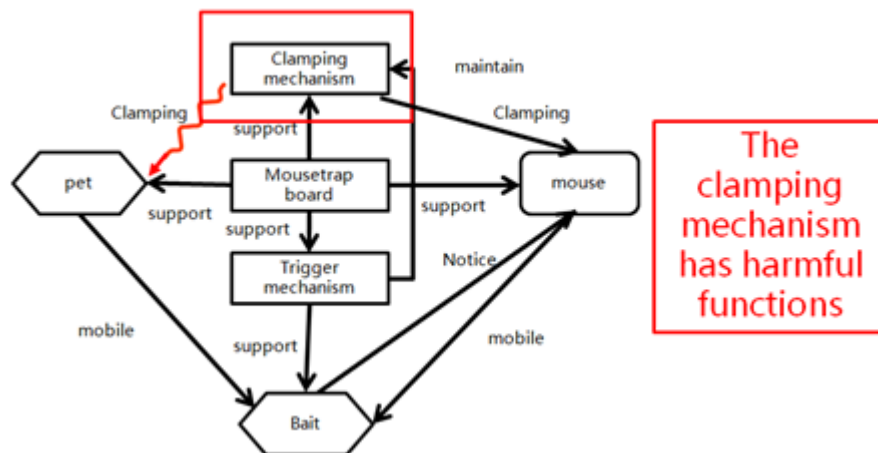 Clamping
mechanism
maintain
Clamping
Clamping
support
pet
Mousetrap
board
mouse
support
support
support
The
clamping
mechanism
has harmful
functions
Trigger
mechanism
Notice
mobile
support
mobile
Bait